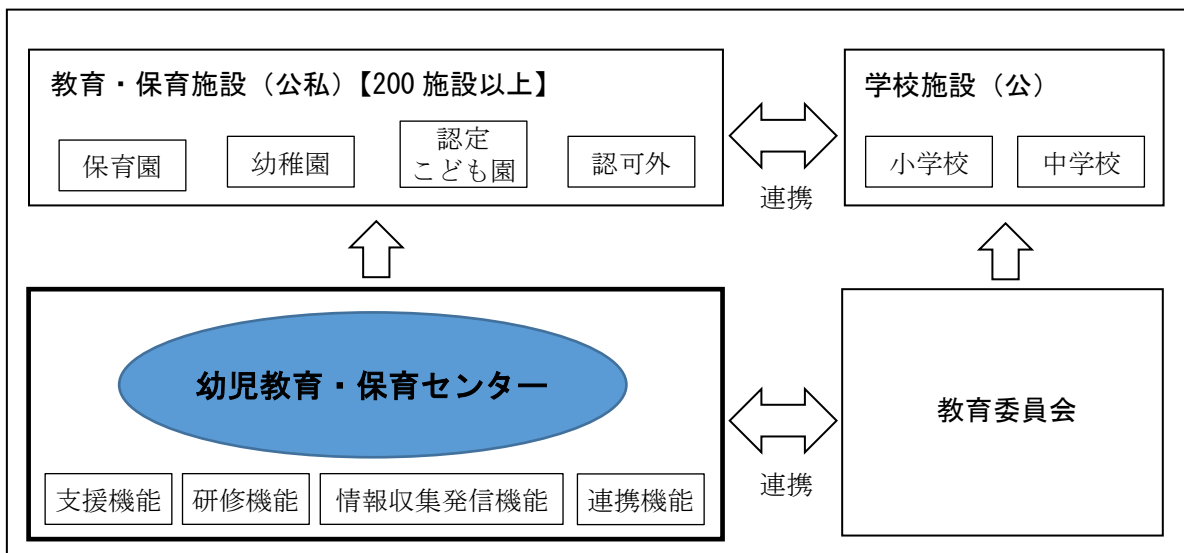 教育・保育施設（公私）【200 施設以上】
保育園
幼稚園
認定
こども園
認可外
連携
学校施設（公）
小学校
中学校
幼児教育・保育センター
支援機能
研修機能
情報収集発信機能
連携機能
連携
教育委員会